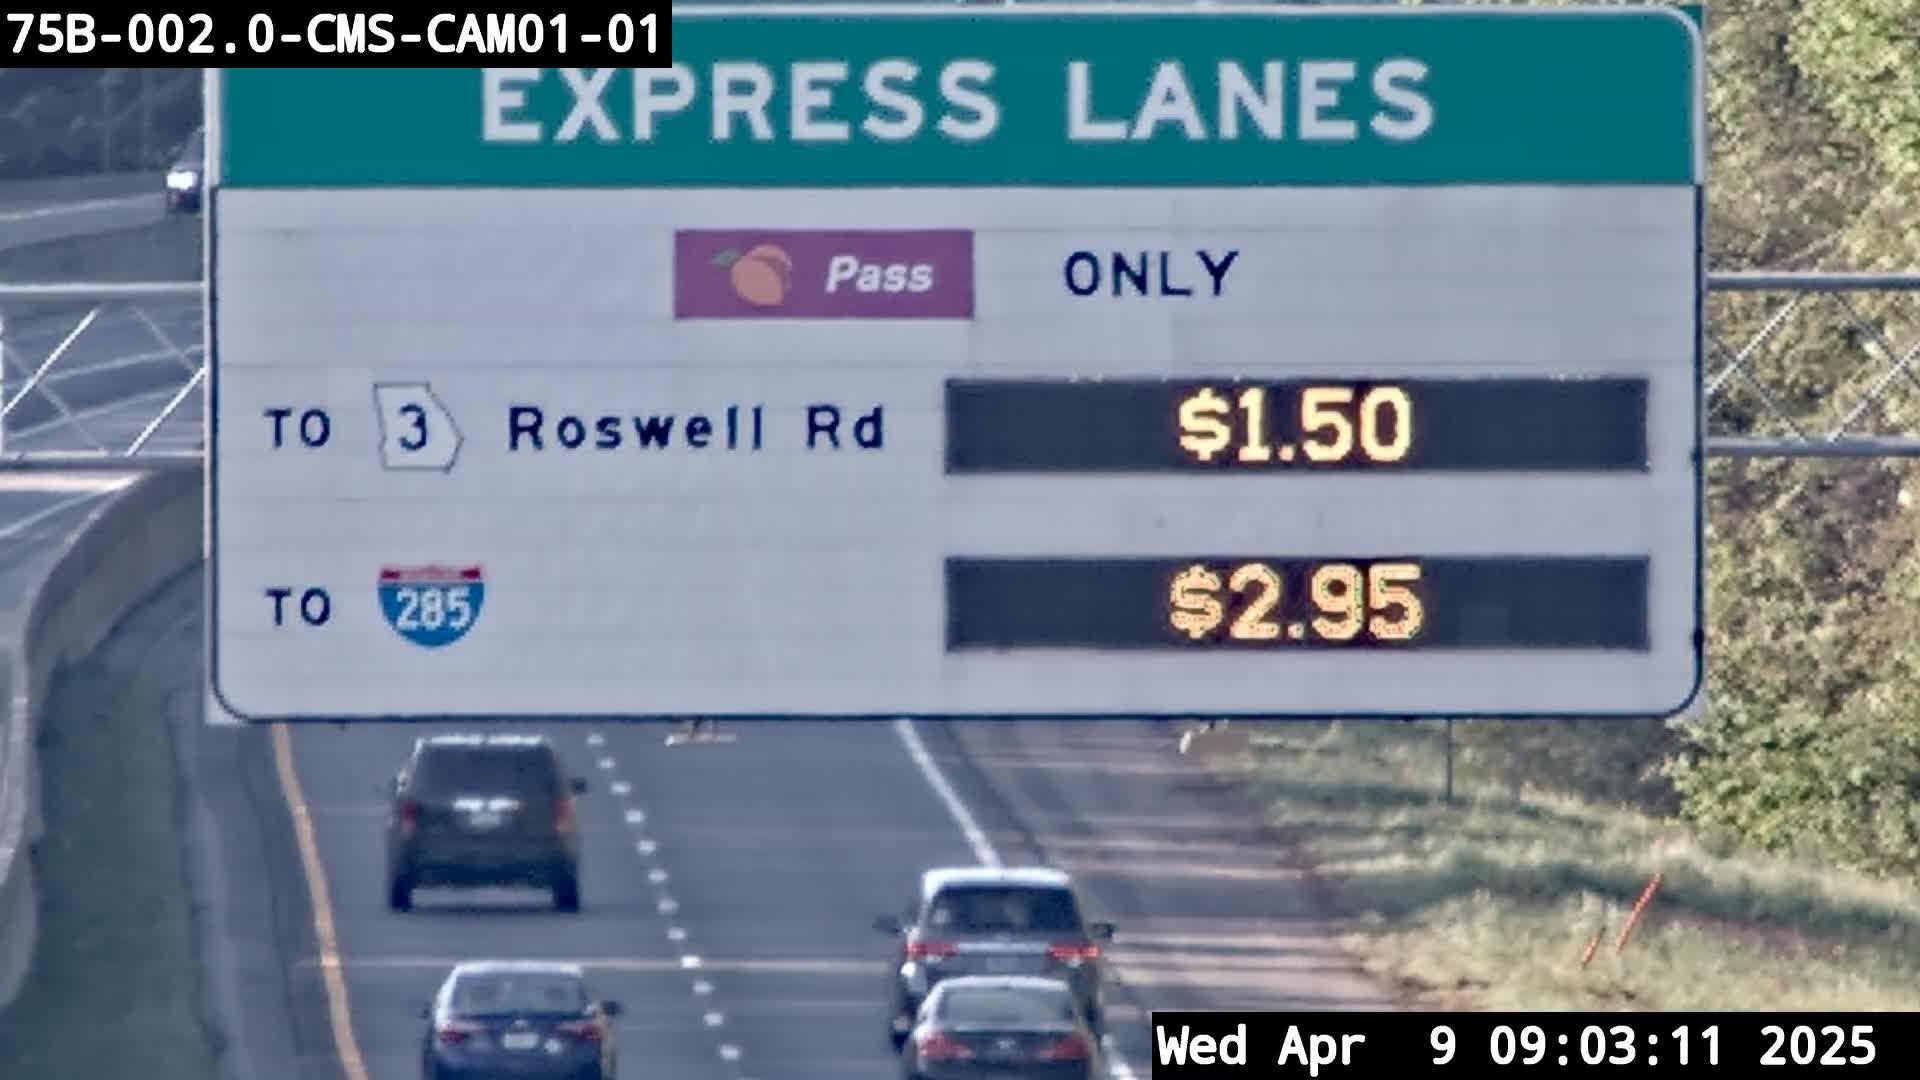 75B-002.0-CMS-CAM01-01
EXPRESS LANES
Pass ONLY
TO 3 Roswell Rd $1.50
TO 285 $2.95
Wed Apr 9 09:03:11 2025